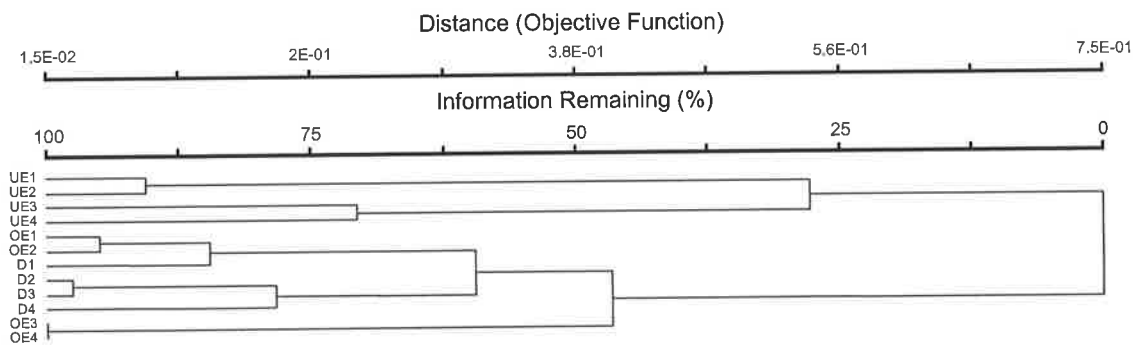 Distance (Objective Function)
1,5E-02 2E-01 3.8E-01 5.6E-01 7.5E-01
Information Remaining (%)
100 75 50 25 0
UE1
UE2
UE3
UE4
OE1
OE2
D1
D2
D3
D4
OE3
OE4